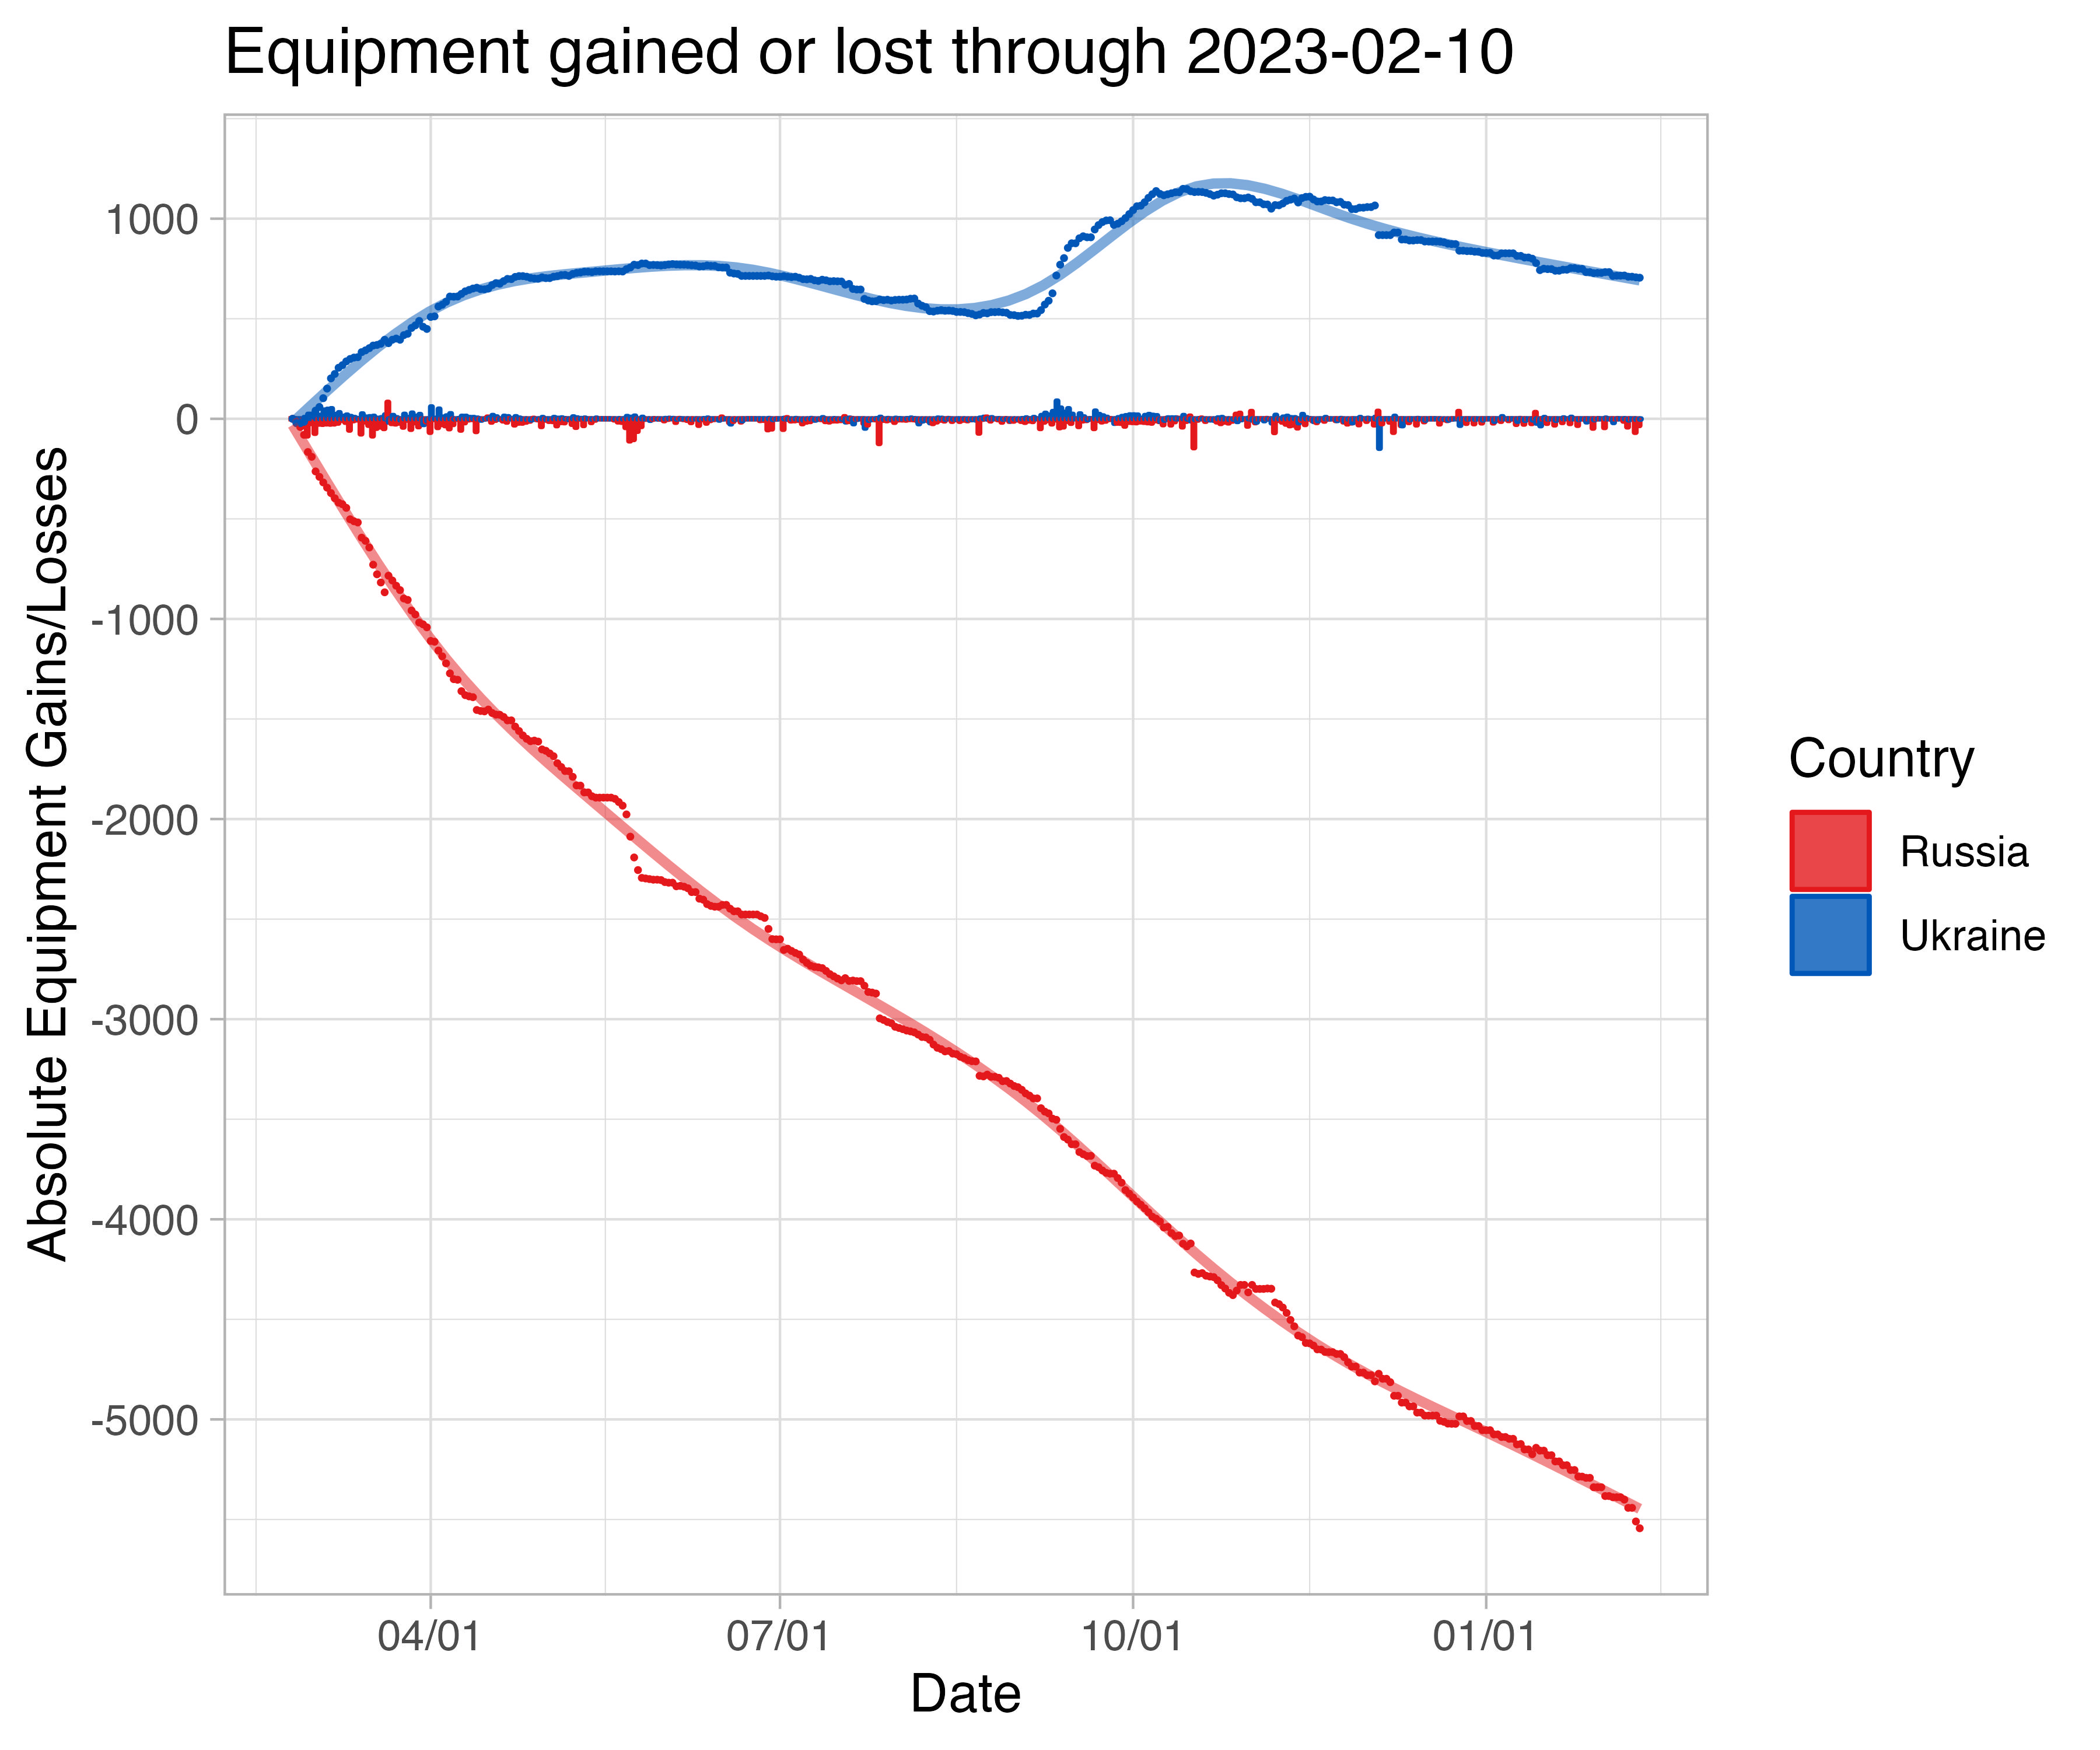 Equipment gained or lost through 2023-02-10
Absolute Equipment Gains/Losses
1000
0
-1000
-2000
-3000
-4000
-5000
04/01
07/01
10/01
01/01
Date
Country
Russia
Ukraine